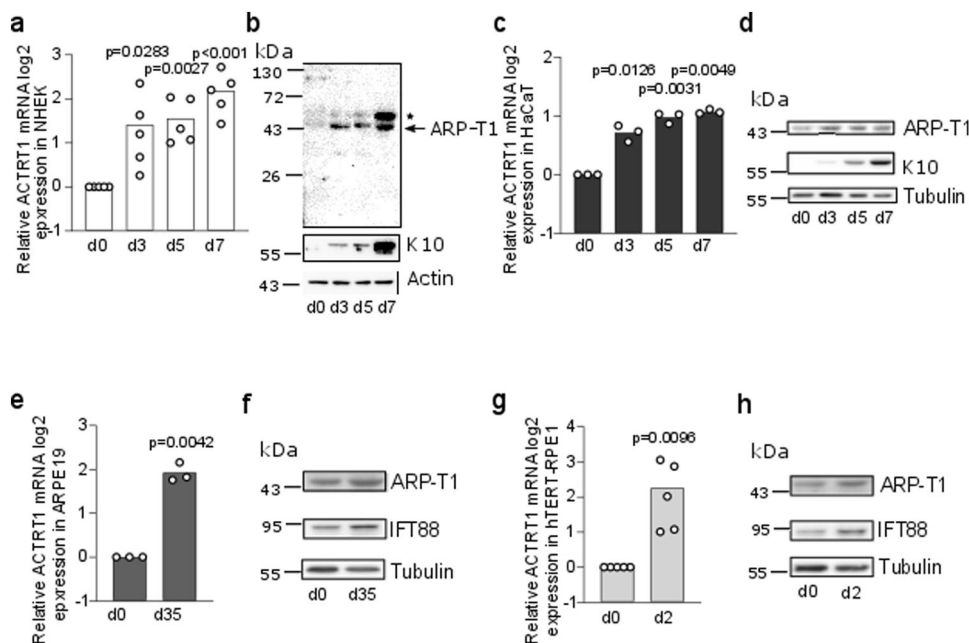 a
Relative ACTRT1 mRNA log2
epxression in NHEK
3
2
1
0
-1
p=0.0283
p=0.0027
p<0.001
d0 d3 d5 d7
b
kDa
130
72
43
26
*
ARP-T1
55
K10
43
Actin
d0 d3 d5 d7
c
Relative ACTRT1 mRNA log2
expression in HaCaT
2
1
0
-1
p=0.0126
p=0.0031
p=0.0049
d0 d3 d5 d7
d
kDa
43
ARP-T1
55
K10
55
Tubulin
d0 d3 d5 d7
e
Relative ACTRT1 mRNA log2
epxression in ARPE19
3
2
1
0
-1
p=0.0042
d0 d35
f
kDa
43
ARP-T1
95
IFT88
55
Tubulin
d0 d35
g
Relative ACTRT1 mRNA log2
expression in hTERT-RPE1
4
3
2
1
0
-1
p=0.0096
d0 d2
h
kDa
43
ARP-T1
95
IFT88
55
Tubulin
d0 d2